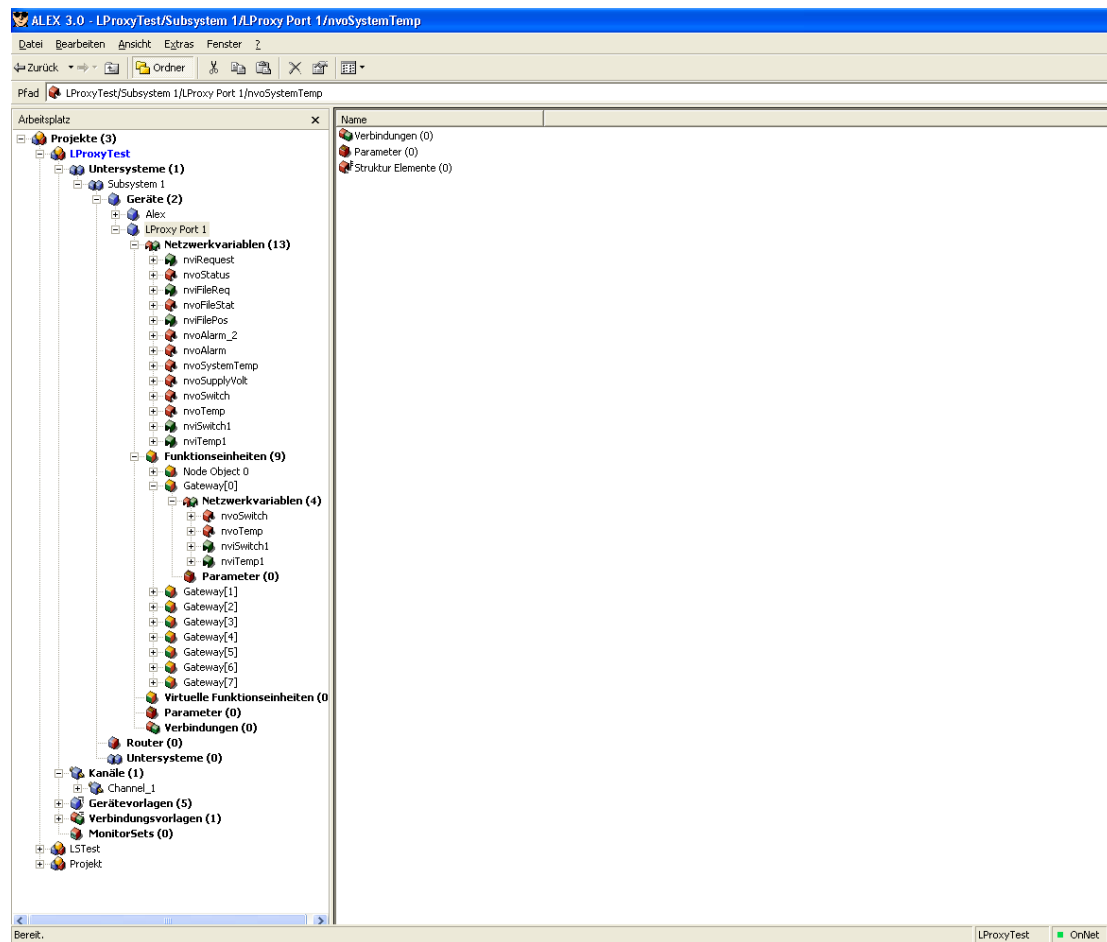 ALEX 3.0 - LProxyTest/Subsystem 1/LProxy Port 1/nvoSystemTemp
Datei Bearbeiten Ansicht Extras Fenster ?
Zurück Ordner
Pfad LProxyTest/Subsystem 1/LProxy Port 1/nvoSystemTemp
Arbeitsplatz x
Projekte (3)
LProxyTest
Untersysteme (1)
Subsystem 1
Geräte (2)
Alex
LProxy Port 1
Netzwerkvariablen (13)
nviRequest
nvoStatus
nviFileReq
nvoFileStat
nviFilePos
nvoAlarm_2
nvoAlarm
nvoSystemTemp
nvoSupplyVolt
nvoSwitch
nvoTemp
nviSwitch1
nviTemp1
Funktionseinheiten (9)
Node Object 0
Gateway[0]
Netzwerkvariablen (4)
nvoSwitch
nvoTemp
nviSwitch1
nviTemp1
Parameter (0)
Gateway[1]
Gateway[2]
Gateway[3]
Gateway[4]
Gateway[5]
Gateway[6]
Gateway[7]
Virtuelle Funktionseinheiten (0
Parameter (0)
Verbindungen (0)
Router (0)
Untersysteme (0)
Kanäle (1)
Channel_1
Gerätevorlagen (5)
Verbindungsvorlagen (1)
MonitorSets (0)
LSTest
Projekt
Name
Verbindungen (0)
Parameter (0)
Struktur Elemente (0)
Bereit. LProxyTest OnNet